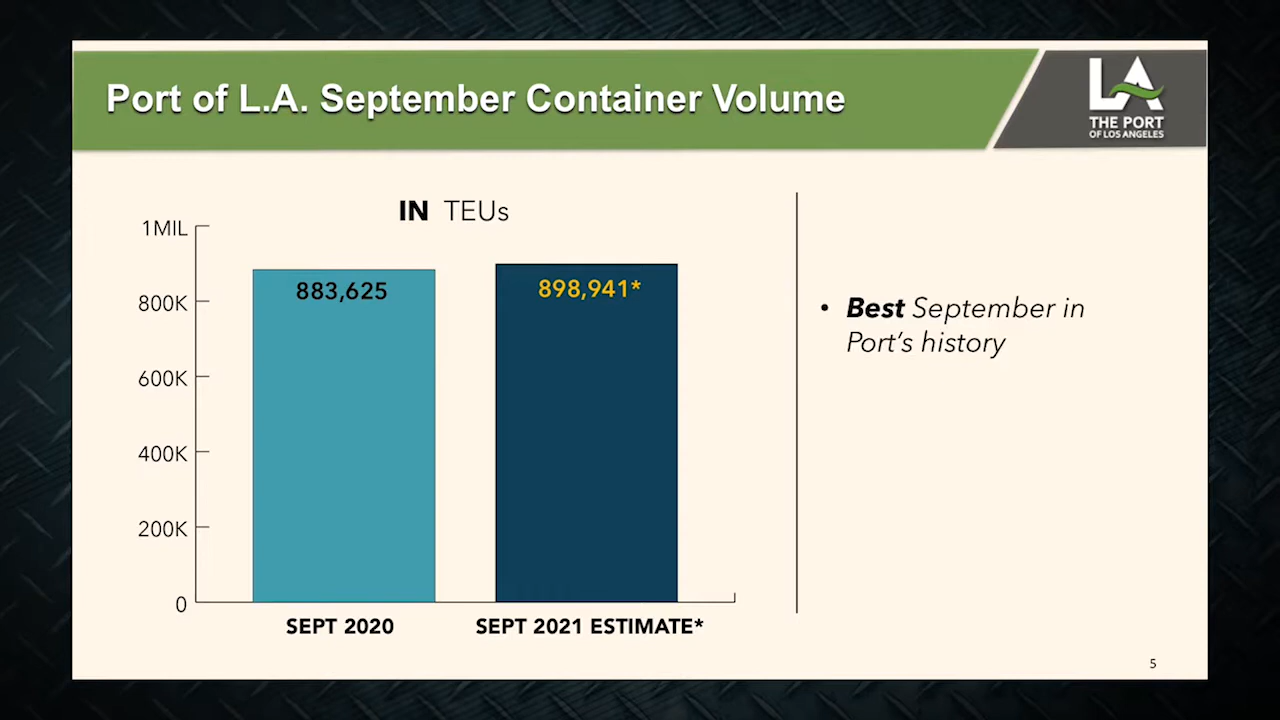 Port of L.A. September Container Volume
LA
THE PORT
OF LOS ANGELES
IN TEUs
1MIL
800K
600K
400K
200K
0
883,625
898,941*
SEPT 2020
SEPT 2021 ESTIMATE*
• Best September in
Port's history
5